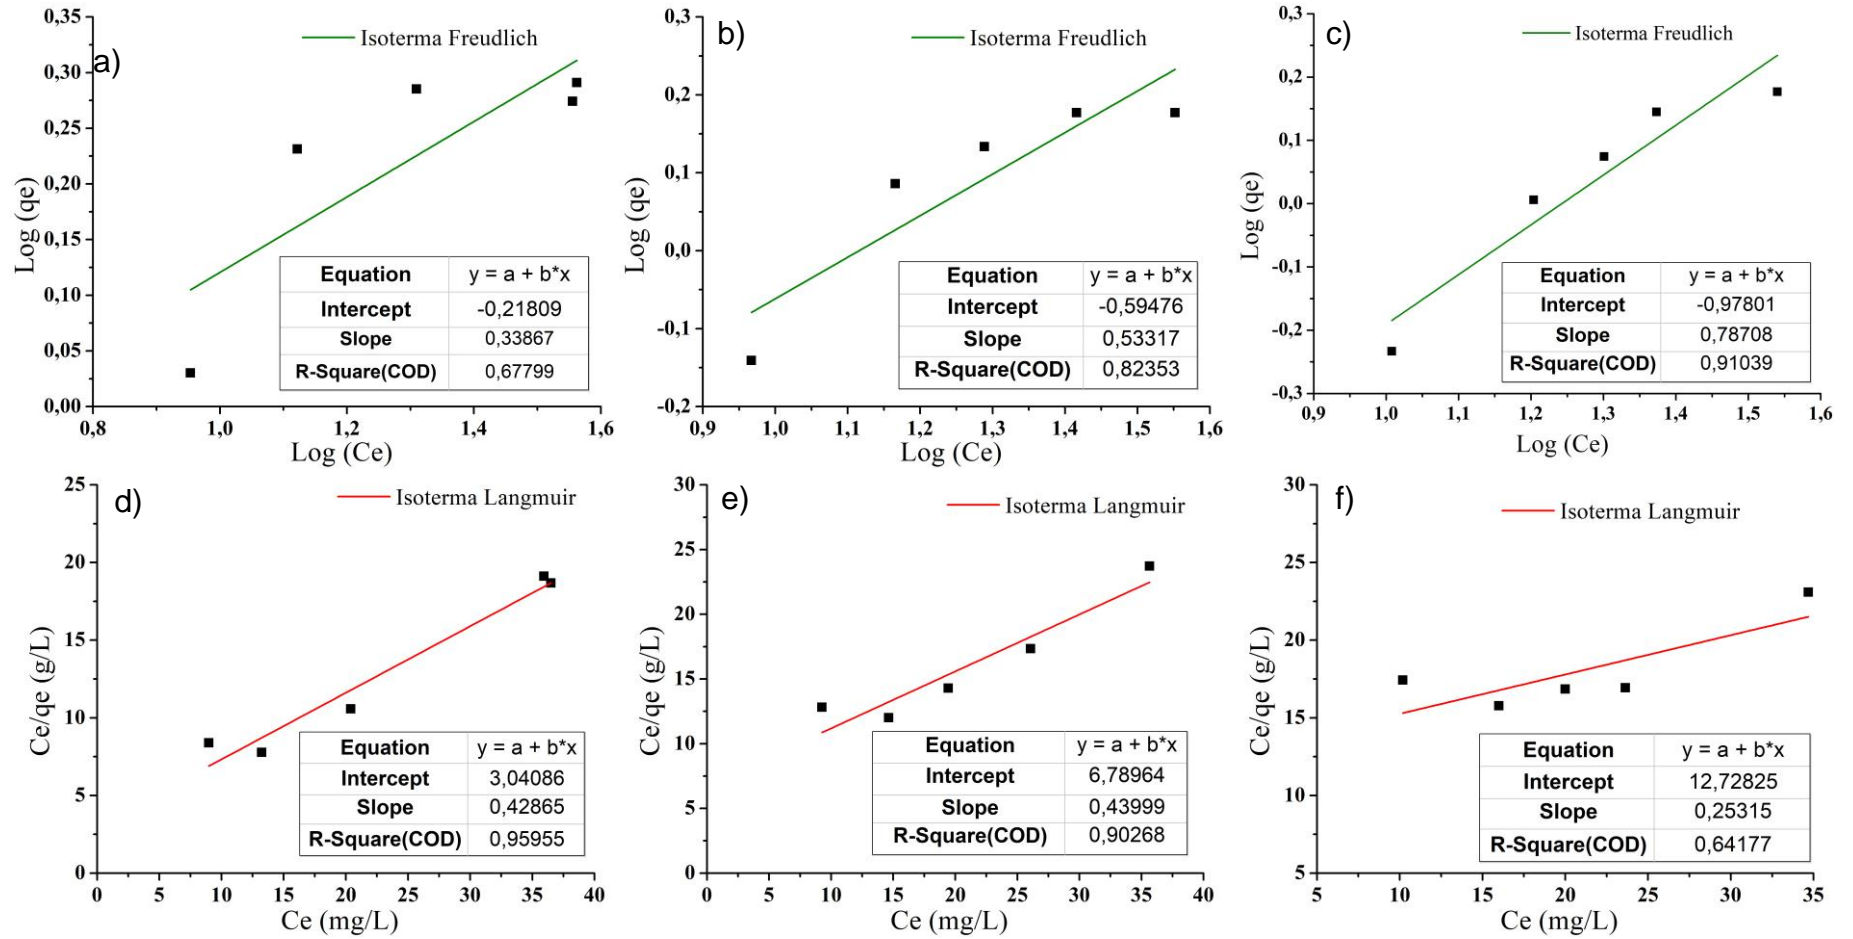 a)
Isoterma Freudlich
0,35
0,30
0,25
0,20
0,15
0,10
0,05
0,00
Log (qe)
Equation y = a + b*x
Intercept -0,21809
Slope 0,33867
R-Square(COD) 0,67799
0,8 1,0 1,2 1,4 1,6
Log (Ce)
b)
Isoterma Freudlich
0,3
0,2
0,1
0,0
-0,1
-0,2
Log (qe)
Equation y = a + b*x
Intercept -0,59476
Slope 0,53317
R-Square(COD) 0,82353
0,9 1,0 1,1 1,2 1,3 1,4 1,5 1,6
Log (Ce)
c)
Isoterma Freudlich
0,3
0,2
0,1
0,0
-0,1
-0,2
-0,3
Log (qe)
Equation y = a + b*x
Intercept -0,97801
Slope 0,78708
R-Square(COD) 0,91039
0,9 1,0 1,1 1,2 1,3 1,4 1,5 1,6
Log (Ce)
d)
Isoterma Langmuir
25
20
15
10
5
0
Ce/qe (g/L)
Equation y = a + b*x
Intercept 3,04086
Slope 0,42865
R-Square(COD) 0,95955
0 5 10 15 20 25 30 35 40
Ce (mg/L)
e)
Isoterma Langmuir
30
25
20
15
10
5
0
Ce/qe (g/L)
Equation y = a + b*x
Intercept 6,78964
Slope 0,43999
R-Square(COD) 0,90268
0 5 10 15 20 25 30 35 40
Ce (mg/L)
f)
Isoterma Langmuir
30
25
20
15
10
5
Ce/qe (g/L)
Equation y = a + b*x
Intercept 12,72825
Slope 0,25315
R-Square(COD) 0,64177
5 10 15 20 25 30 35
Ce (mg/L)